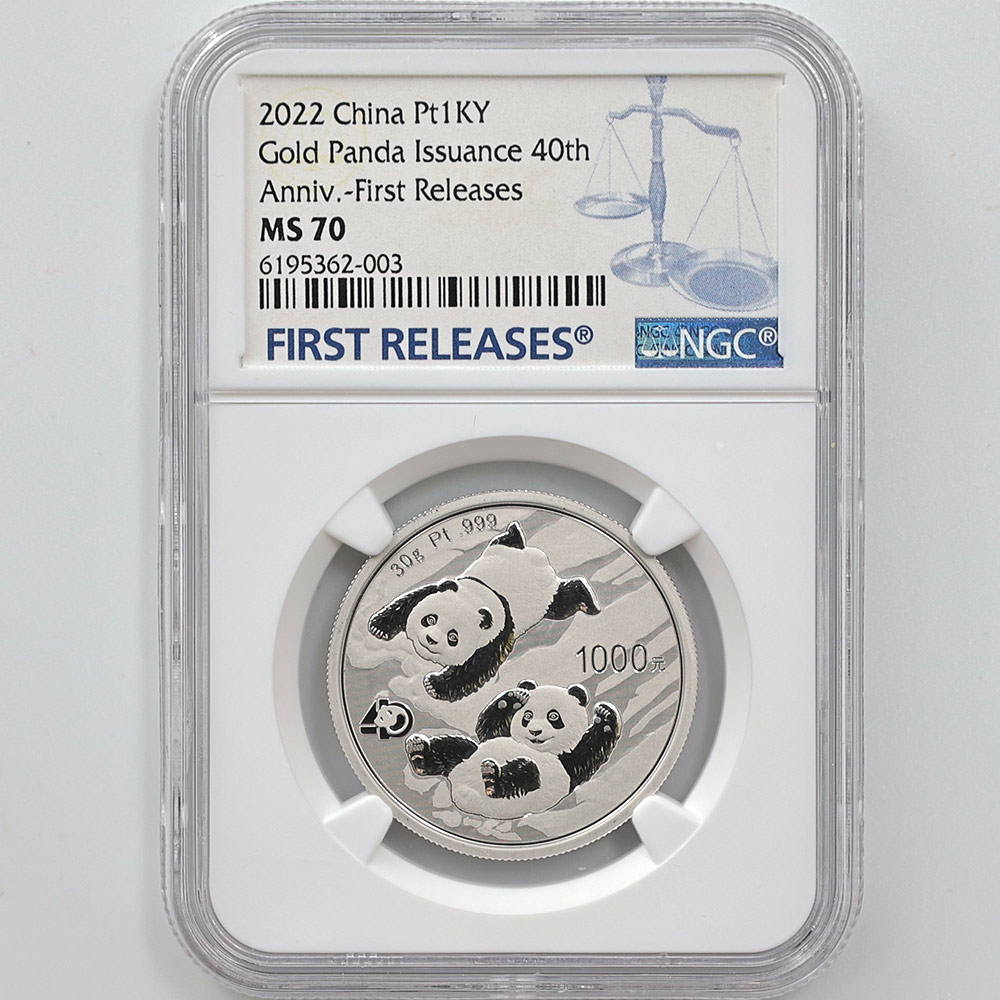 2022 China Pt1KY
Gold Panda Issuance 40th
Anniv.-First Releases
MS 70
6195362-003
FIRST RELEASES®
NGC®
30g Pt .999
1000元
40